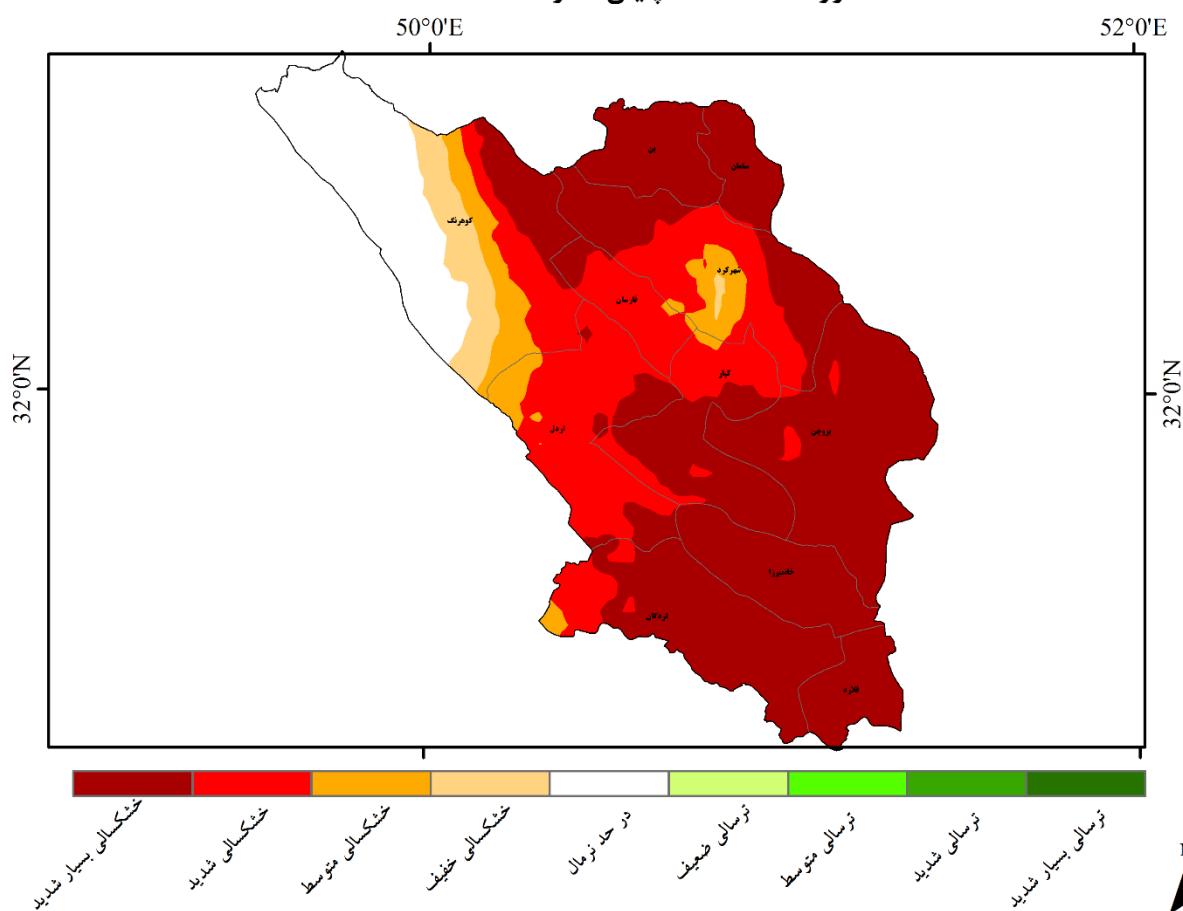 50°0'E
52°0'E
32°0'N
32°0'N
بن
سامان
کوهرنگ
شهرکرد
فارسان
کیار
اردل
بروجن
خانمیرزا
لردگان
فلارد
خشکسالی بسیار شدید
خشکسالی شدید
خشکسالی متوسط
خشکسالی خفیف
در حد نرمال
ترسالی ضعیف
ترسالی متوسط
ترسالی شدید
ترسالی بسیار شدید